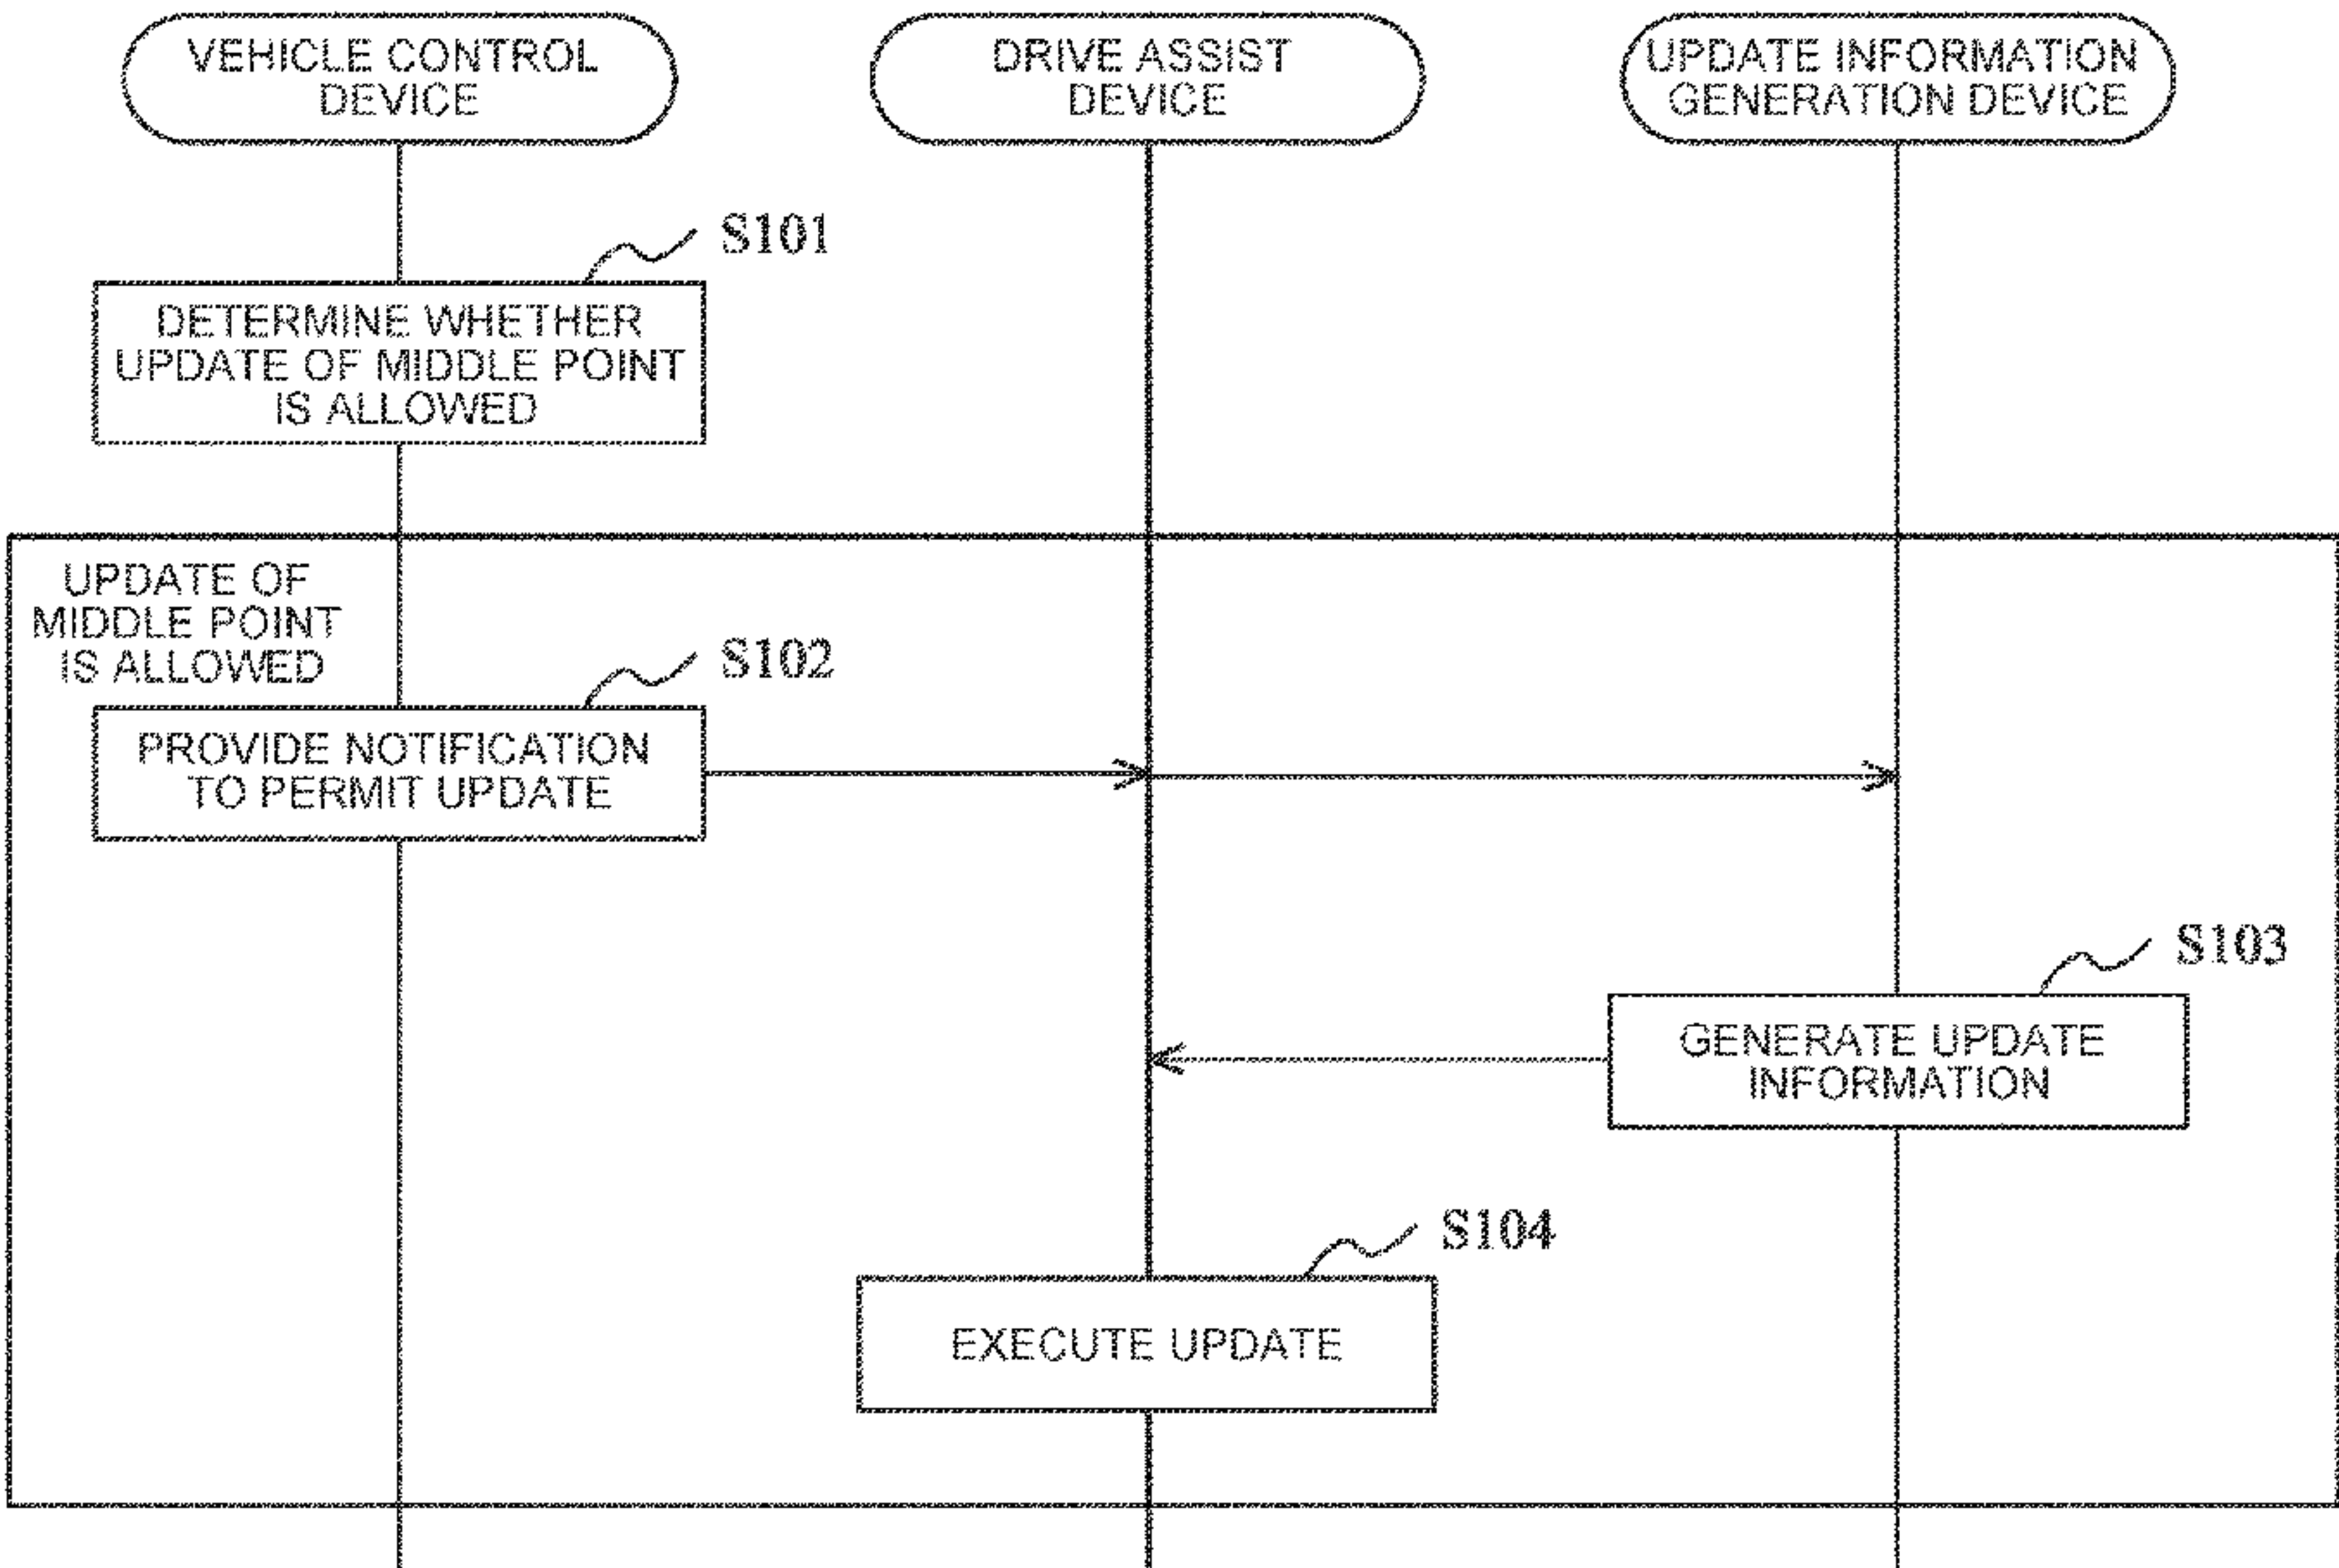 VEHICLE CONTROL
DEVICE
DRIVE ASSIST
DEVICE
UPDATE INFORMATION
GENERATION DEVICE
S101
DETERMINE WHETHER
UPDATE OF MIDDLE POINT
IS ALLOWED
UPDATE OF
MIDDLE POINT
IS ALLOWED
S102
PROVIDE NOTIFICATION
TO PERMIT UPDATE
S103
GENERATE UPDATE
INFORMATION
S104
EXECUTE UPDATE